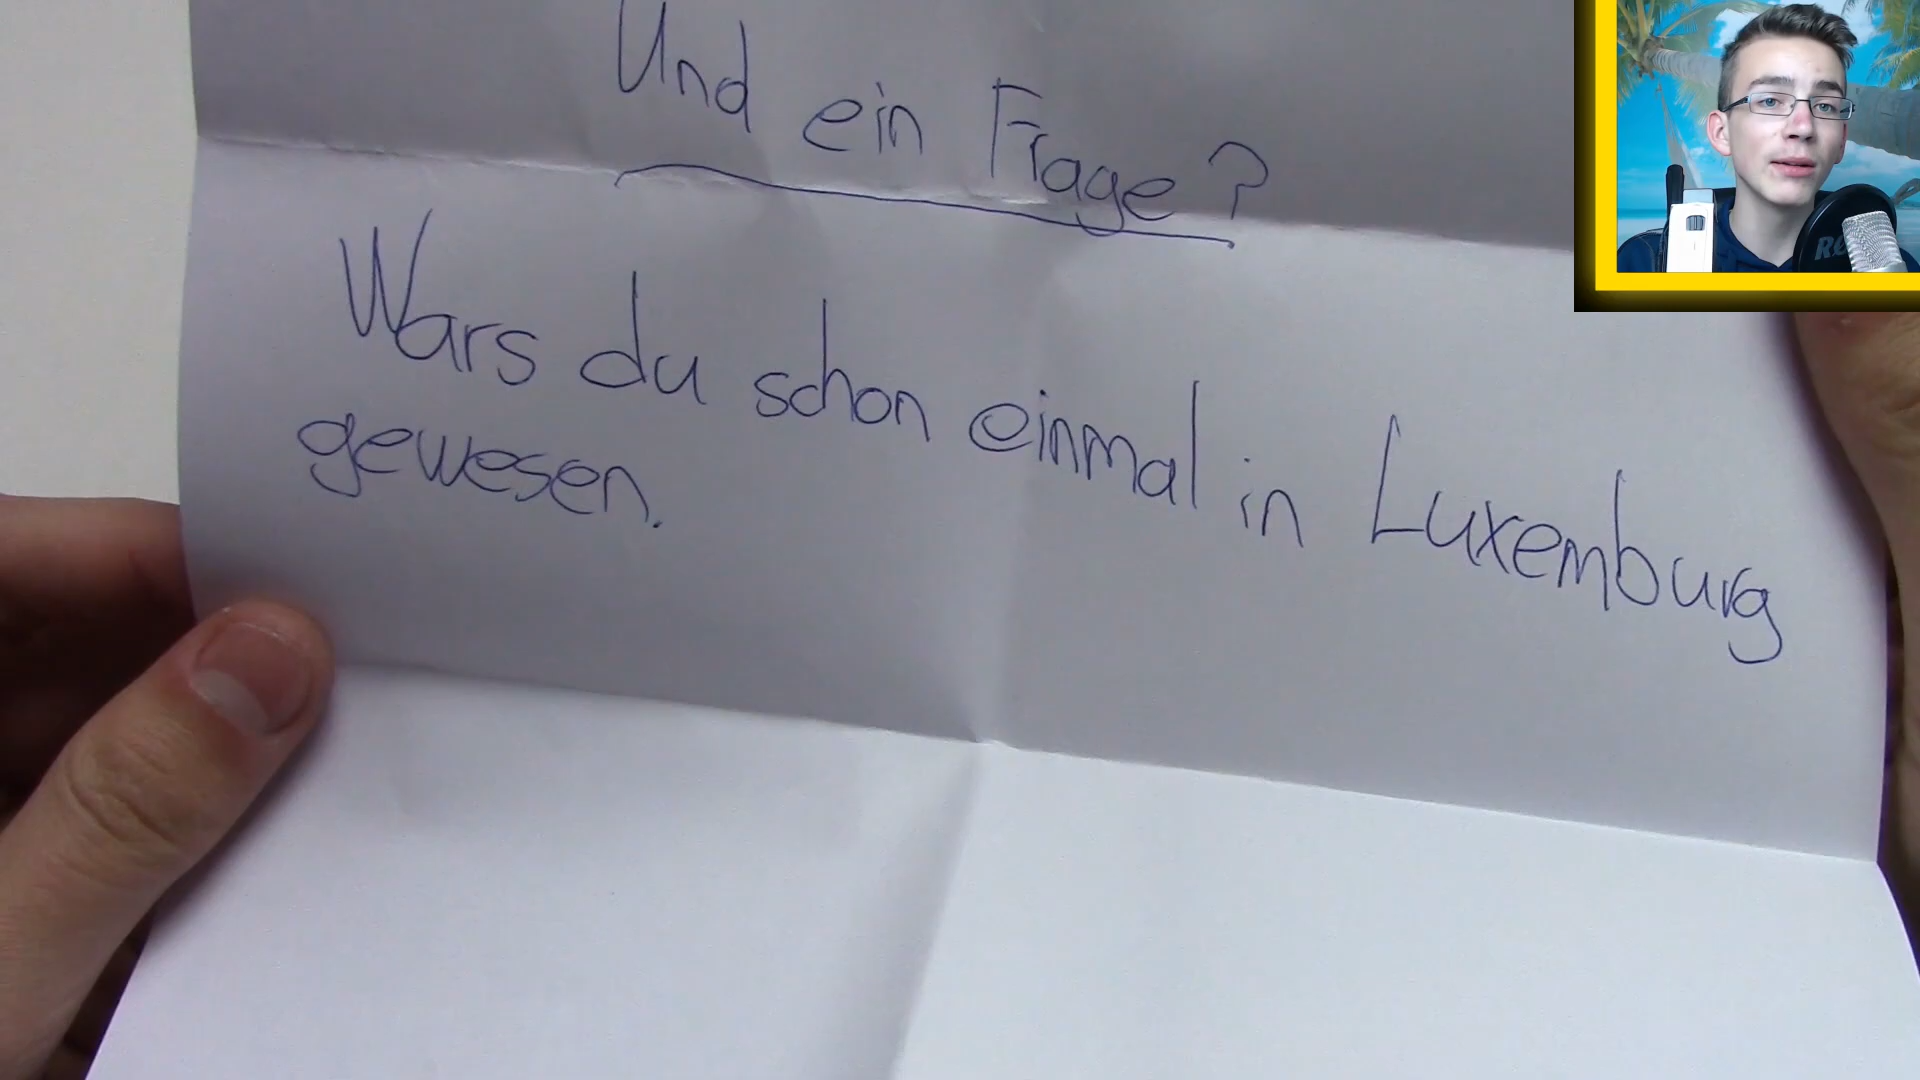 Und ein Frage?
Wars du schon einmal in Luxemburg
gewesen.